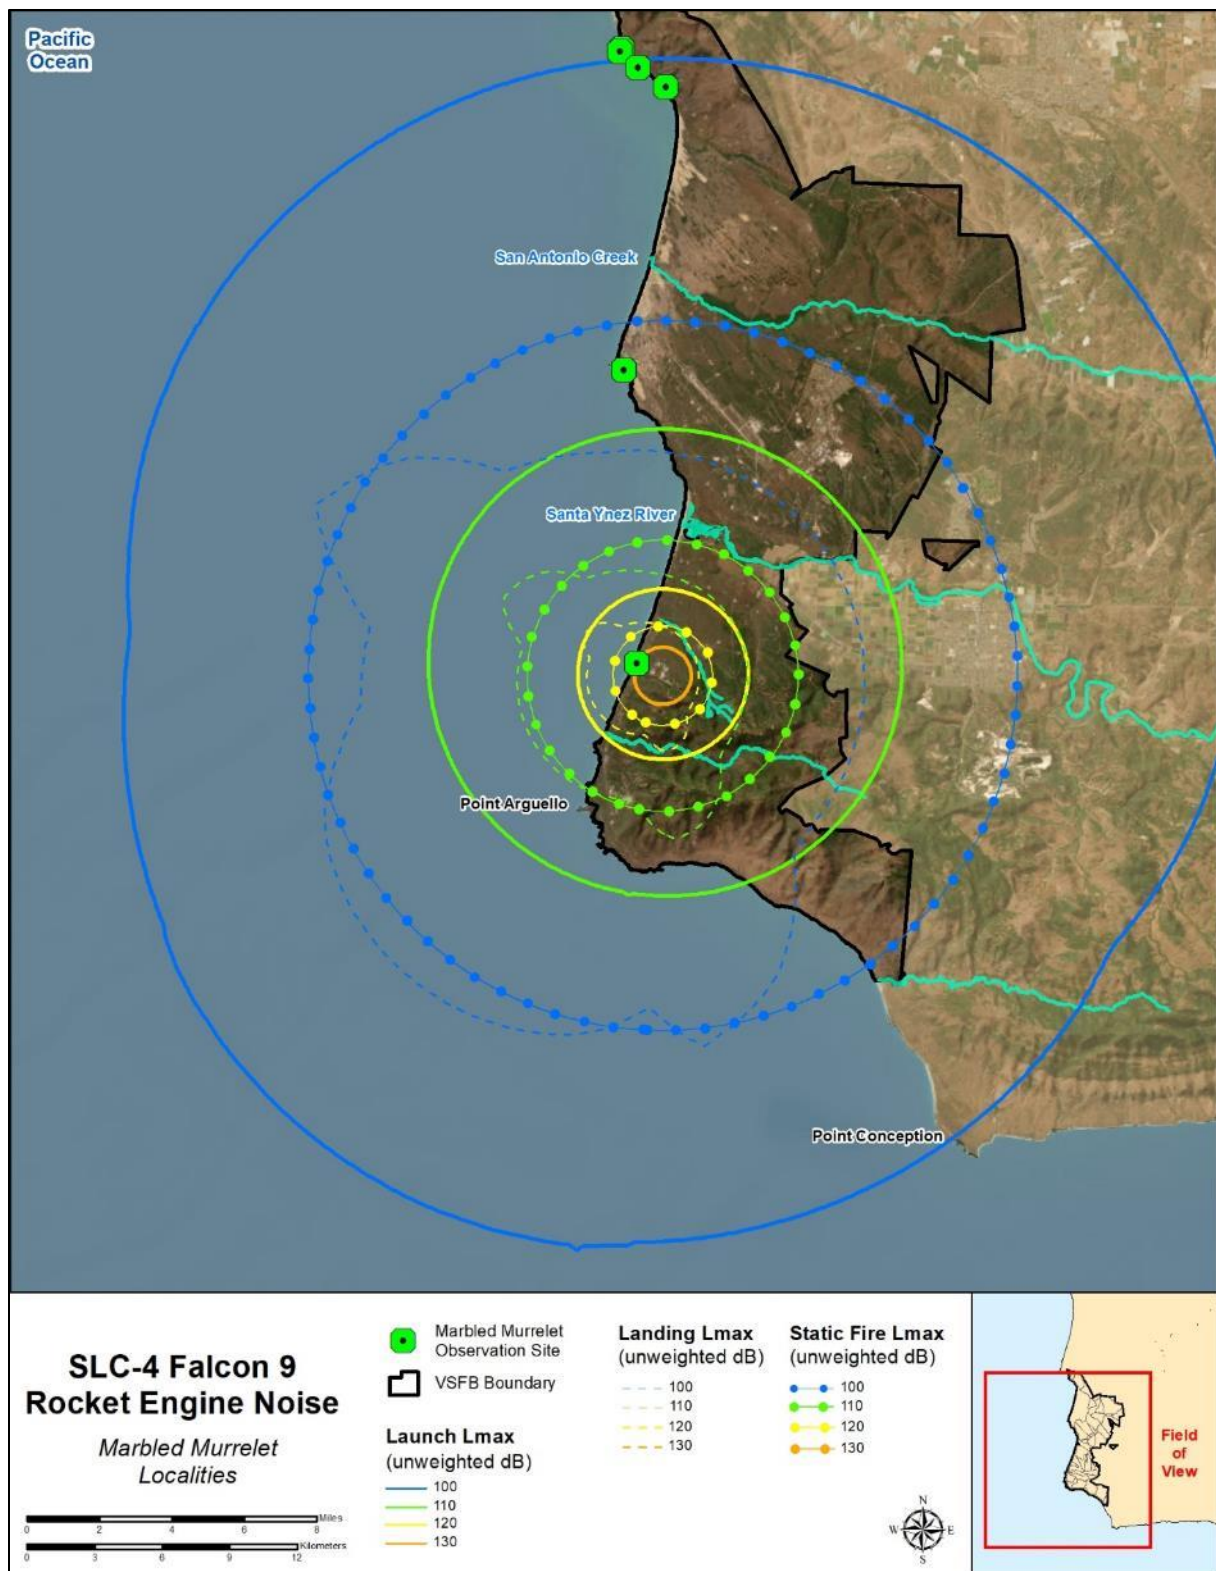 Pacific
Ocean
San Antonio Creek
Santa Ynez River
Point Arguello
Point Conception
SLC-4 Falcon 9
Rocket Engine Noise
Marbled Murrelet
Localities
0 2 4 6 8 Miles
0 3 6 9 12 Kilometers
Marbled Murrelet
Observation Site
VSFB Boundary
Launch Lmax
(unweighted dB)
100
110
120
130
Landing Lmax
(unweighted dB)
100
110
120
130
Static Fire Lmax
(unweighted dB)
100
110
120
130
N
W E
S
Field
of
View